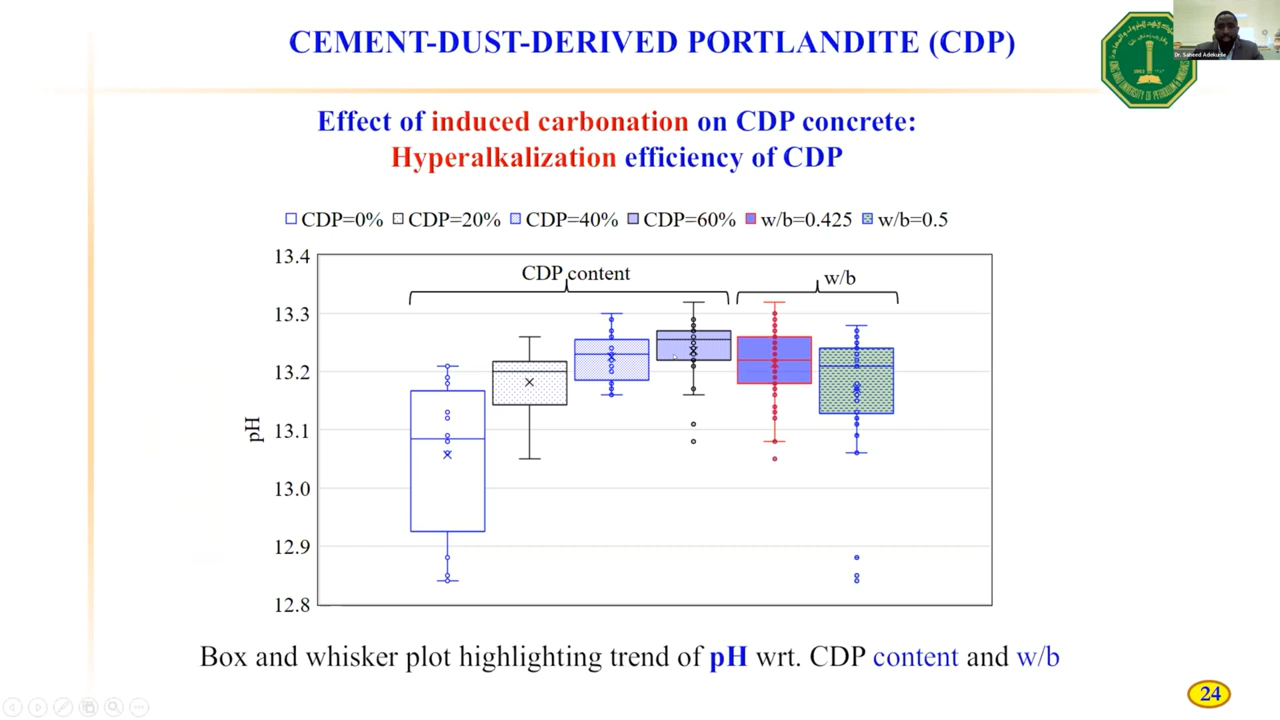 CEMENT-DUST-DERIVED PORTLANDITE (CDP)
Dr. Saheed Adekunle
Effect of induced carbonation on CDP concrete:
Hyperalkalization efficiency of CDP
CDP=0% CDP=20% CDP=40% CDP=60% w/b=0.425 w/b=0.5
13.4
13.3
13.2
13.1
13.0
12.9
12.8
pH
CDP content
w/b
Box and whisker plot highlighting trend of pH wrt. CDP content and w/b
24